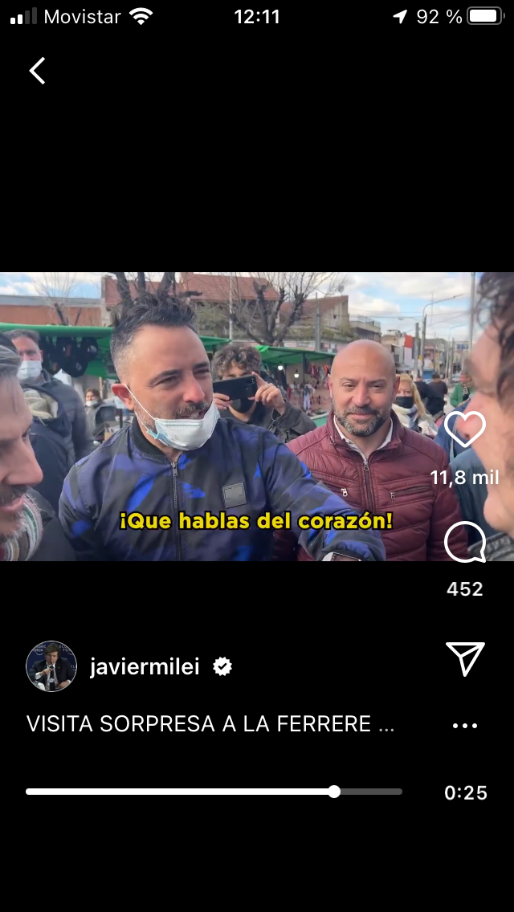 Movistar 12:11 92 %
¡Que hablas del corazón!
11,8 mil
452
javiermilei
VISITA SORPRESA A LA FERRERE ...
0:25